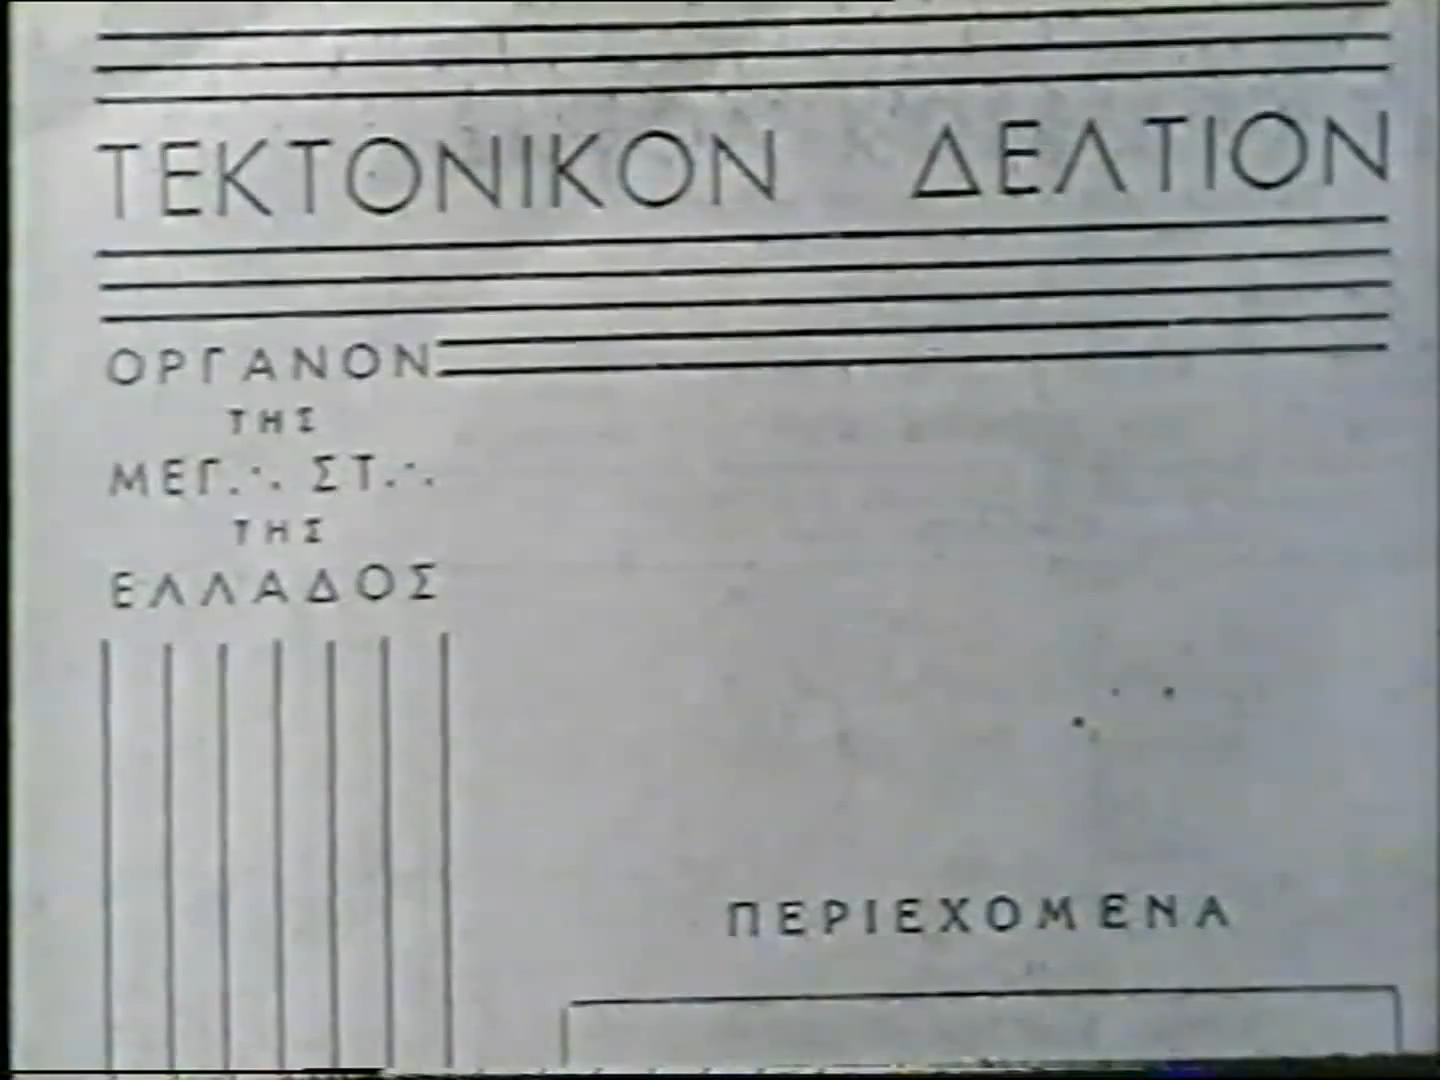 ΤΕΚΤΟΝΙΚΟΝ ΔΕΛΤΙΟΝ
ΟΡΓΑΝΟΝ
ΤΗΣ
ΜΕΓ.∴ ΣΤ.∴
ΤΗΣ
ΕΛΛΑΔΟΣ
ΠΕΡΙΕΧΟΜΕΝΑ